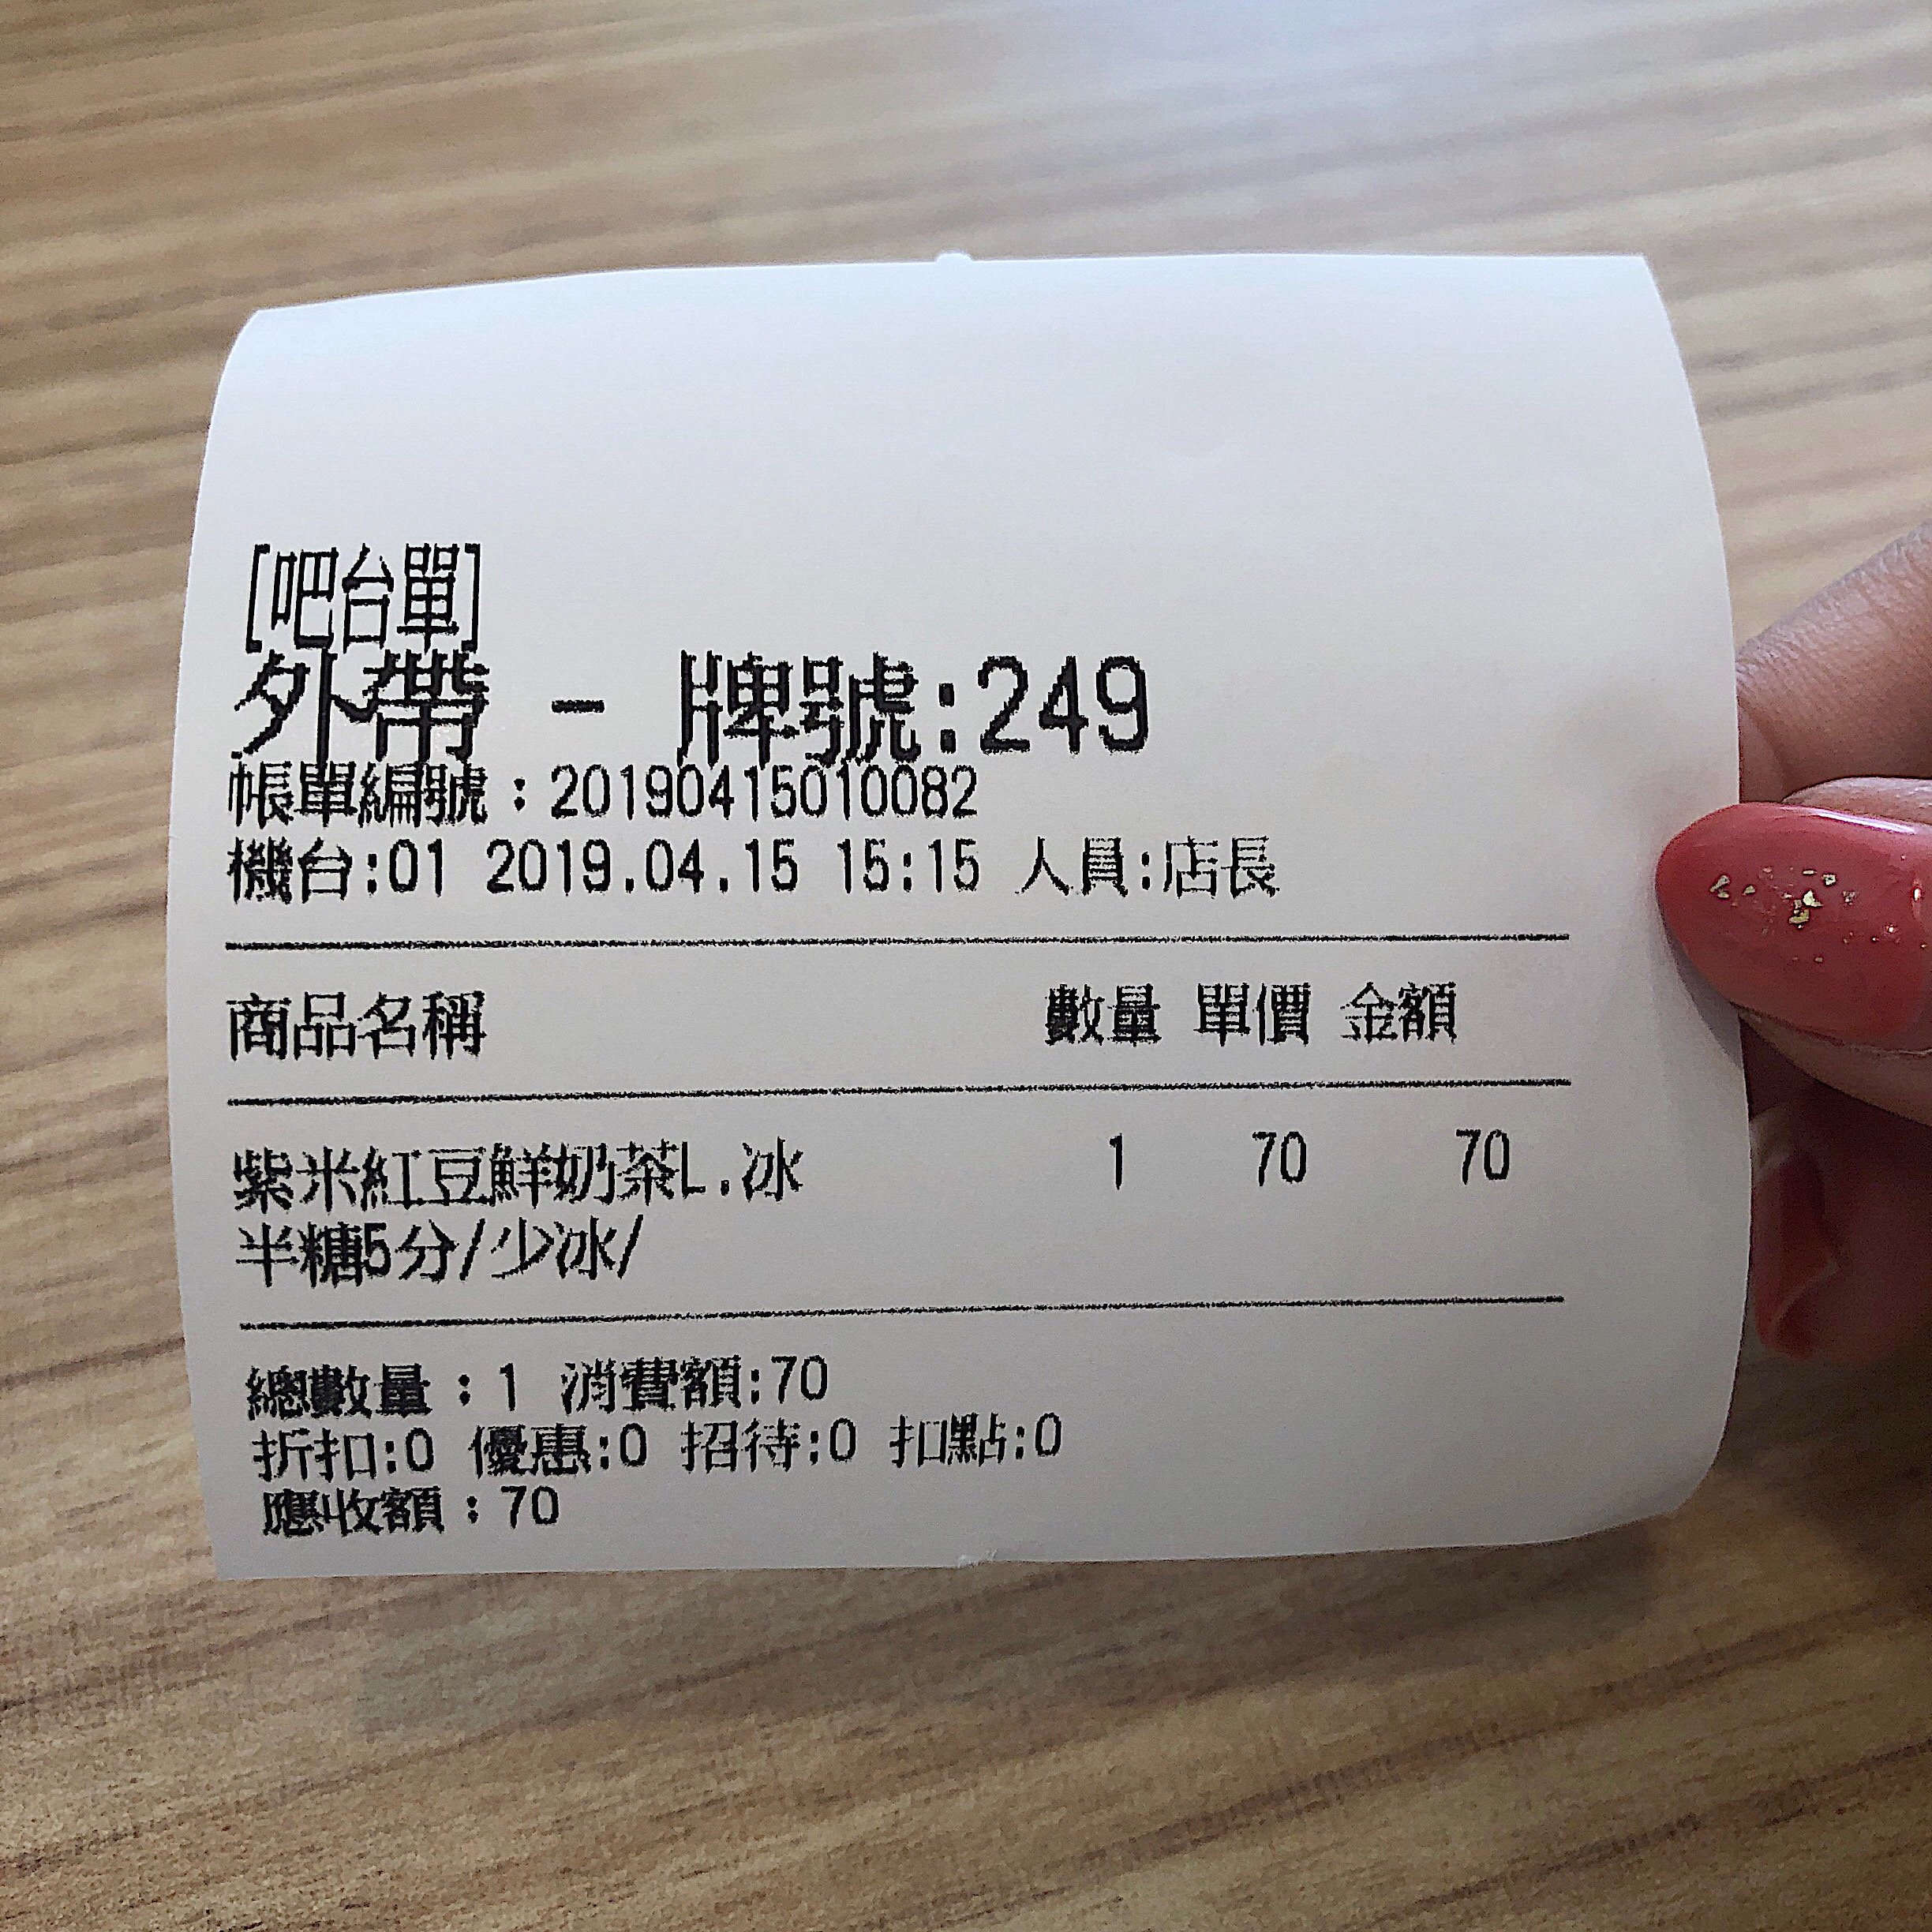 [吧台單]
外帶 - 牌號:249
帳單編號：20190415010082
機台:01 2019.04.15 15:15 人員:店長
商品名稱 數量 單價 金額
紫米紅豆鮮奶茶L.冰 1 70 70
半糖5分/少冰/
總數量：1 消費額:70
折扣:0 優惠:0 招待:0 扣點:0
應收額：70